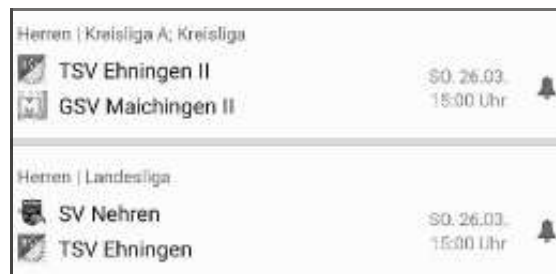 Herren | Kreisliga A; Kreisliga
TSV Ehningen II
GSV Maichingen II
SO. 26.03.
15:00 Uhr
Herren | Landesliga
SV Nehren
TSV Ehningen
SO. 26.03.
15:00 Uhr